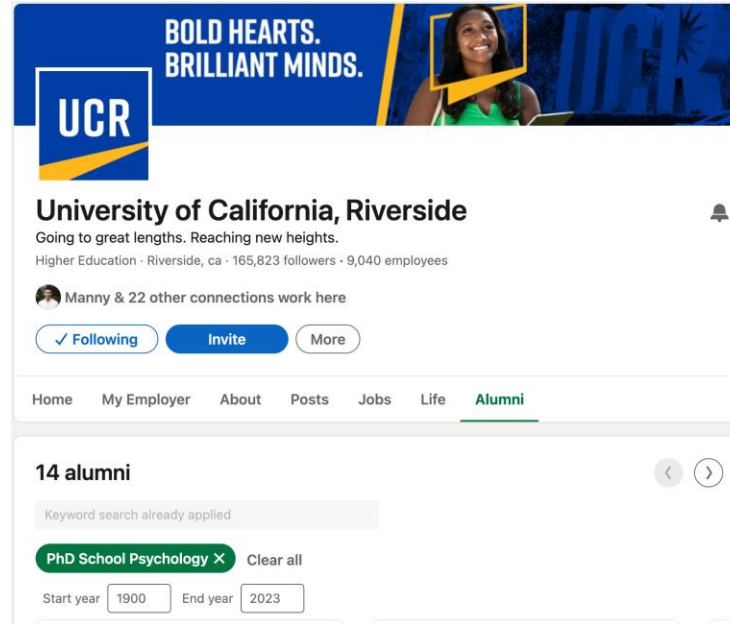 BOLD HEARTS.
BRILLIANT MINDS.
UCR
UCR
University of California, Riverside
Going to great lengths. Reaching new heights.
Higher Education · Riverside, ca · 165,823 followers · 9,040 employees
Manny & 22 other connections work here
✓ Following Invite More
Home My Employer About Posts Jobs Life Alumni
14 alumni
Keyword search already applied
PhD School Psychology ✕ Clear all
Start year 1900 End year 2023